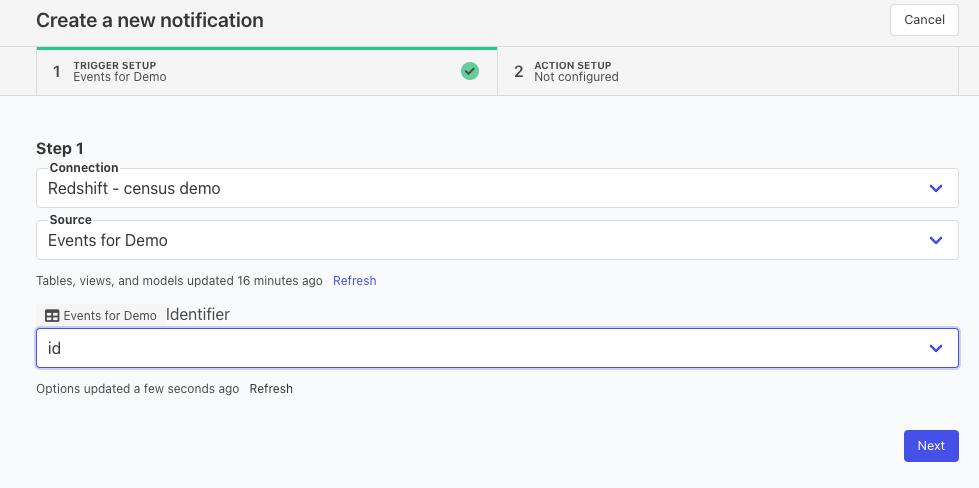 Create a new notification
Cancel
1 TRIGGER SETUP
Events for Demo
2 ACTION SETUP
Not configured
Step 1
Connection
Redshift - census demo
Source
Events for Demo
Tables, views, and models updated 16 minutes ago Refresh
Events for Demo Identifier
id
Options updated a few seconds ago Refresh
Next